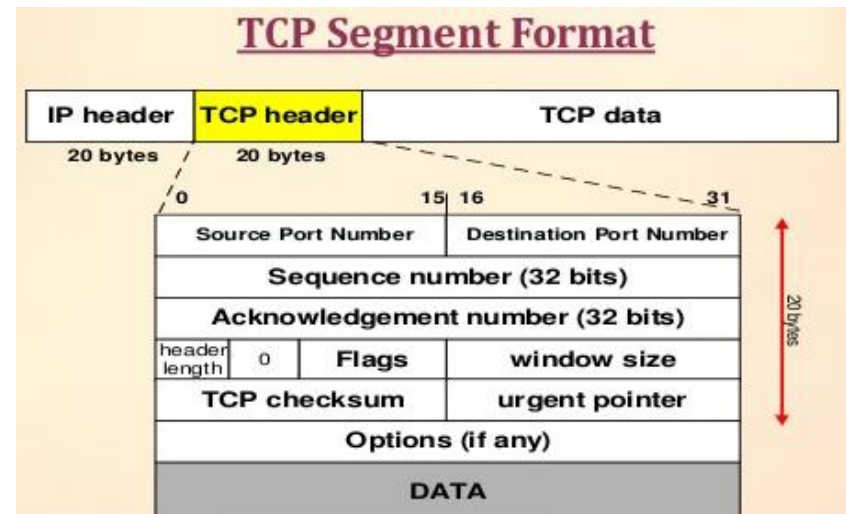 TCP Segment Format
IP header TCP header TCP data
20 bytes 20 bytes
0 15 16 31
Source Port Number Destination Port Number
Sequence number (32 bits)
Acknowledgement number (32 bits)
header length 0 Flags window size
TCP checksum urgent pointer
Options (if any)
DATA
20 bytes